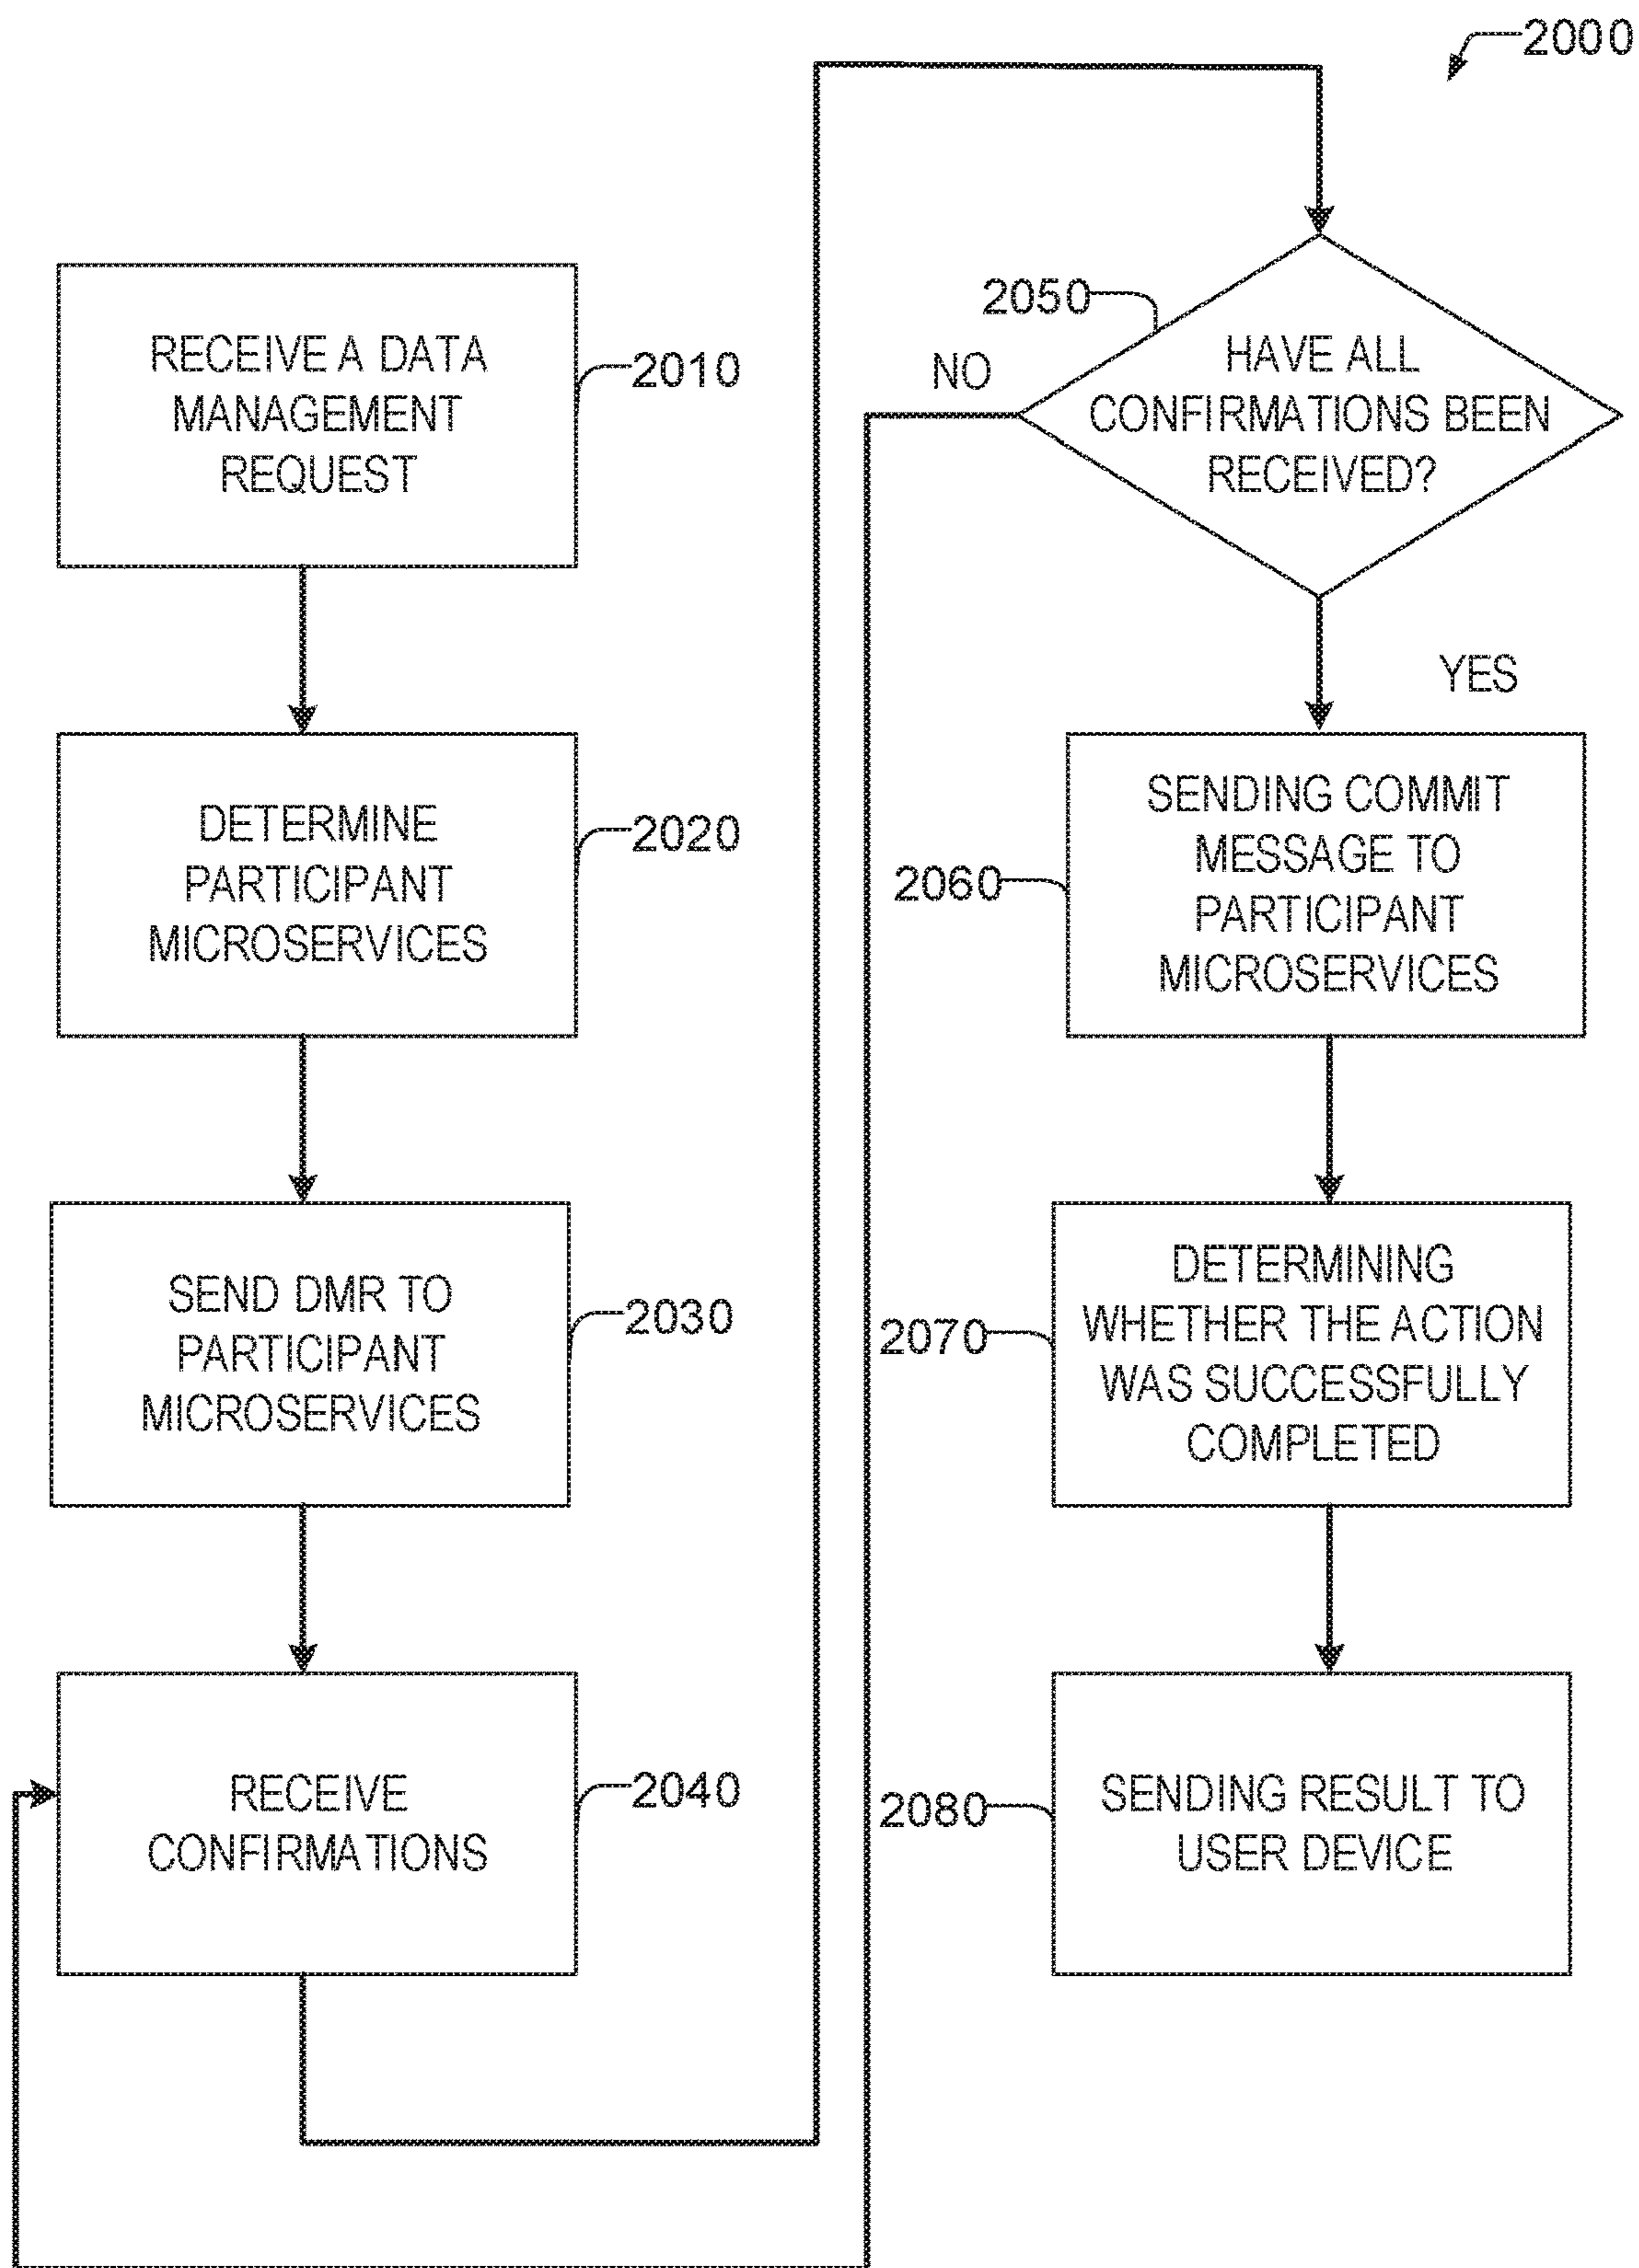 2000
RECEIVE A DATA
MANAGEMENT
REQUEST
2010
DETERMINE
PARTICIPANT
MICROSERVICES
2020
SEND DMR TO
PARTICIPANT
MICROSERVICES
2030
RECEIVE
CONFIRMATIONS
2040
2050
HAVE ALL
CONFIRMATIONS BEEN
RECEIVED?
NO
YES
SENDING COMMIT
MESSAGE TO
PARTICIPANT
MICROSERVICES
2060
DETERMINING
WHETHER THE ACTION
WAS SUCCESSFULLY
COMPLETED
2070
SENDING RESULT TO
USER DEVICE
2080